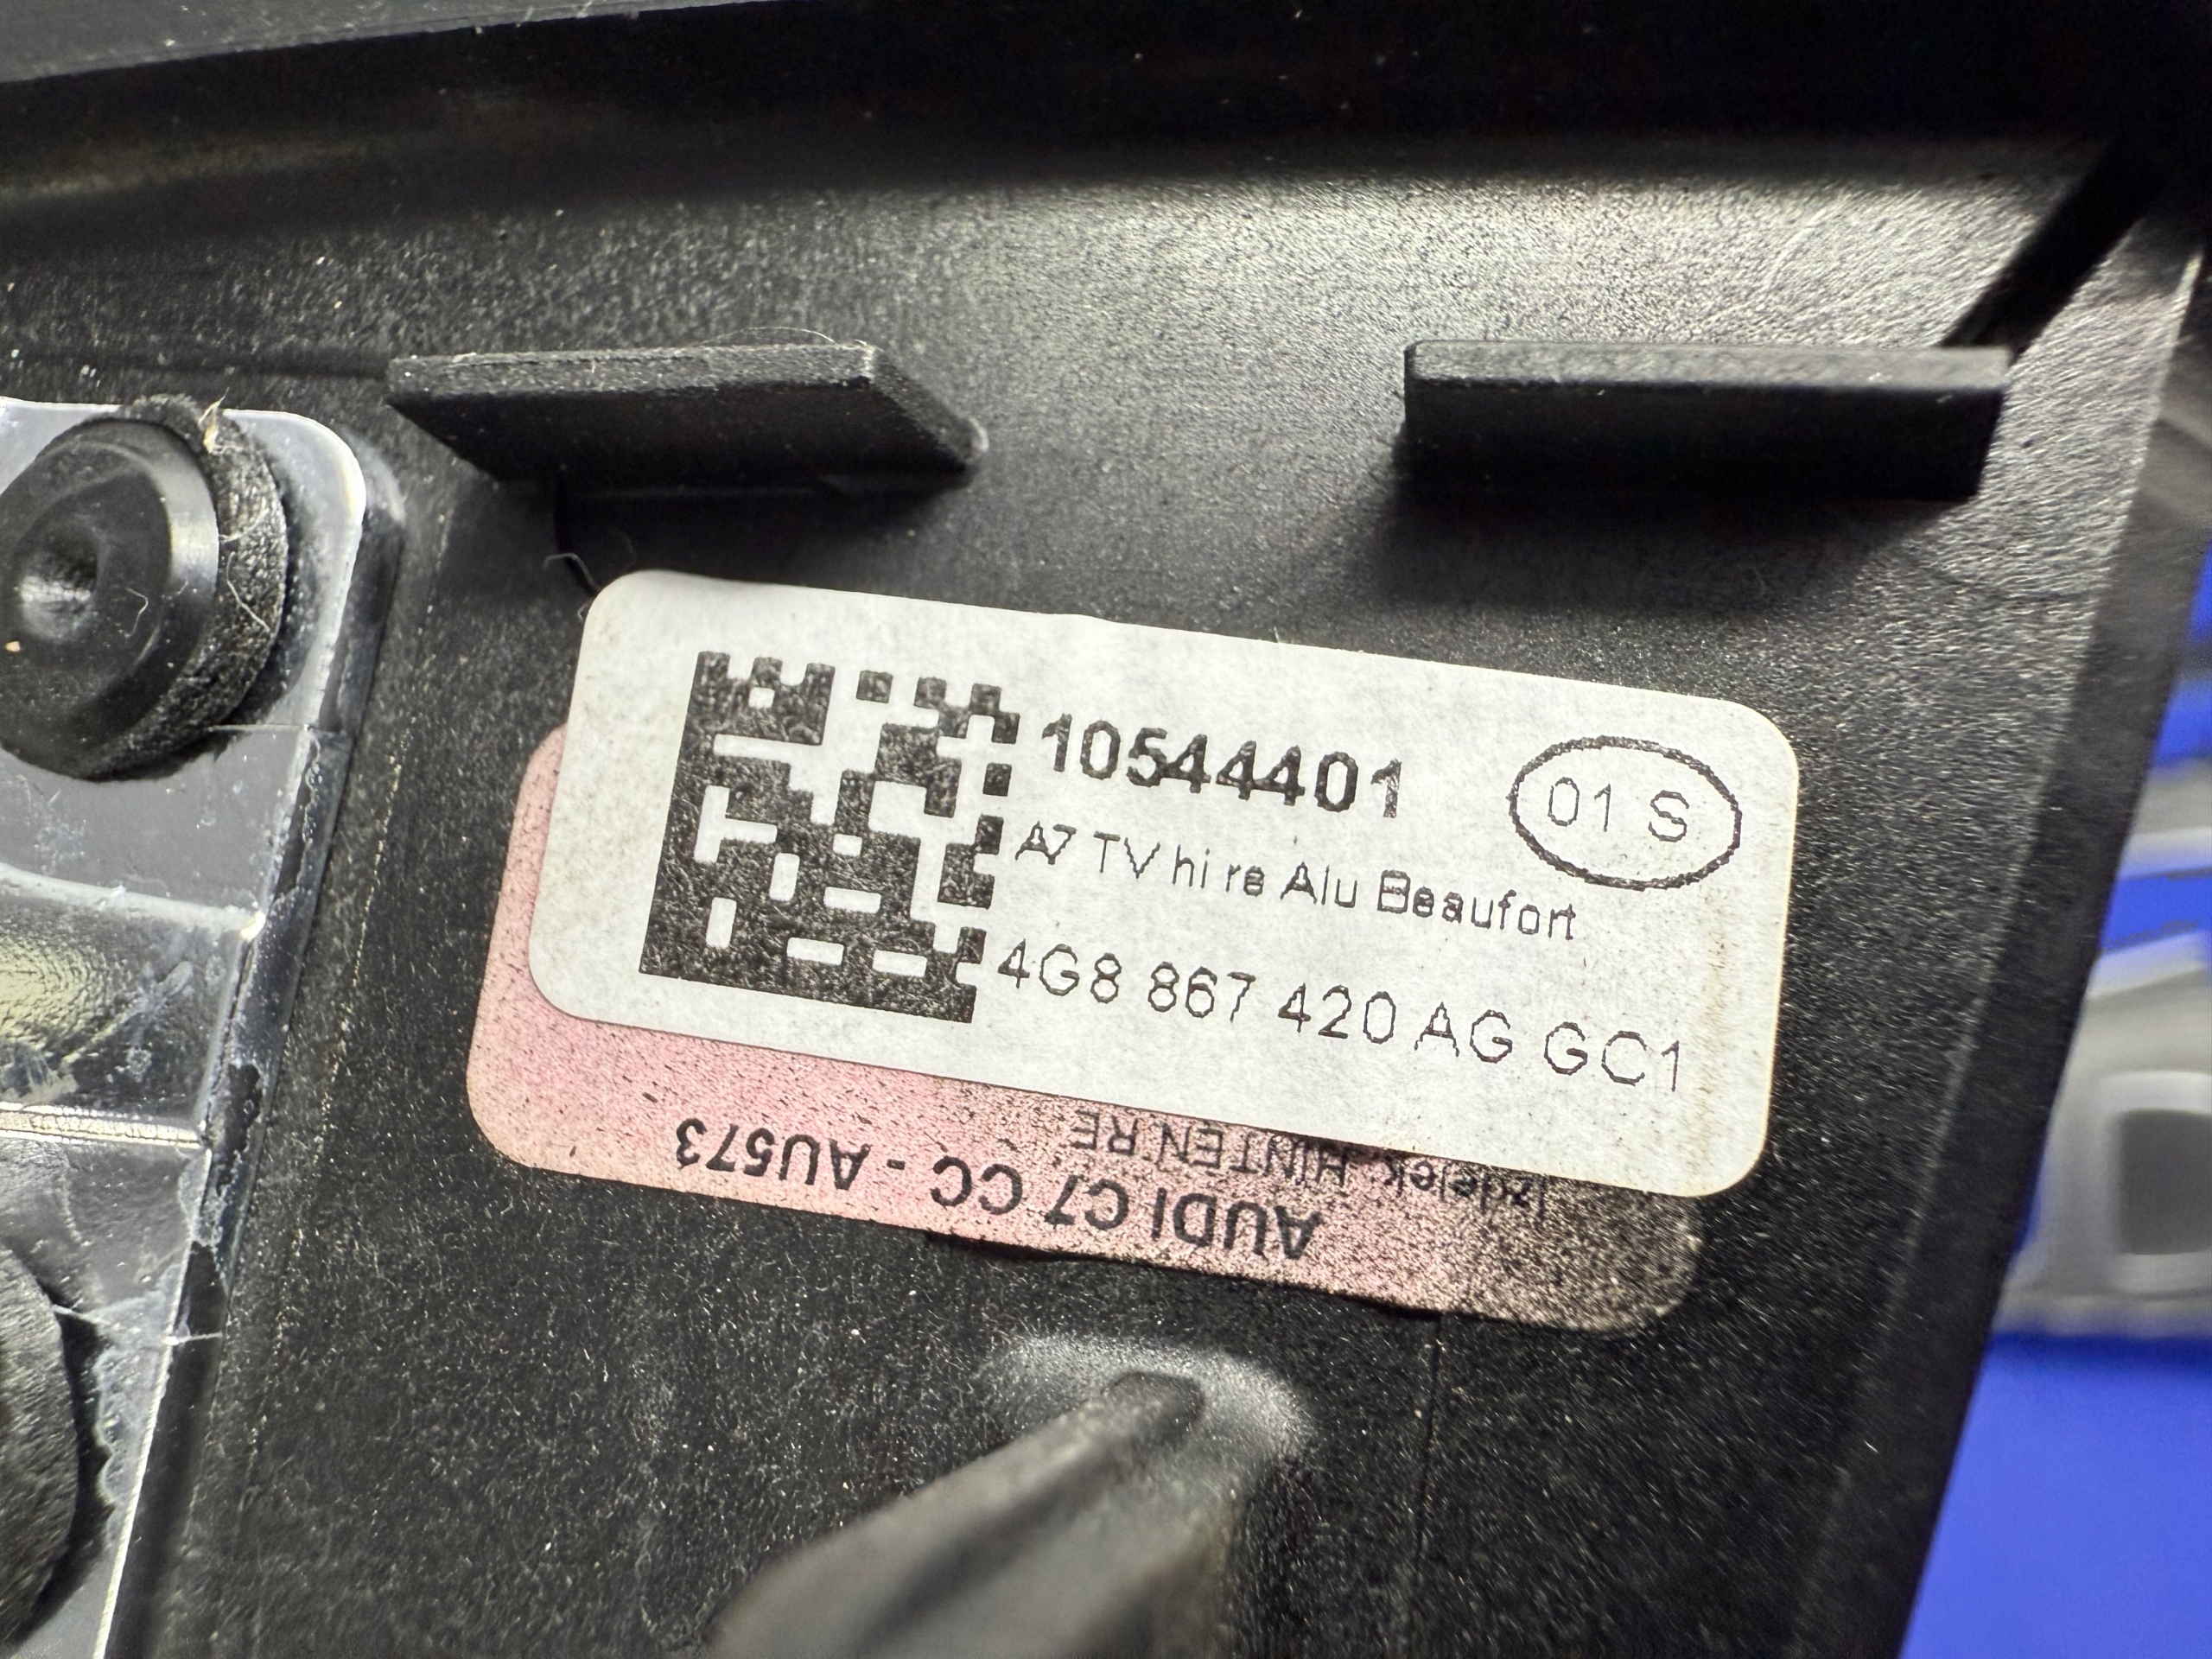 10544401
01 S
A7 TV hi re Alu Beaufort
4G8 867 420 AG GC1
AUDI C7 CC - AU573
Izdelek HINTEN RE